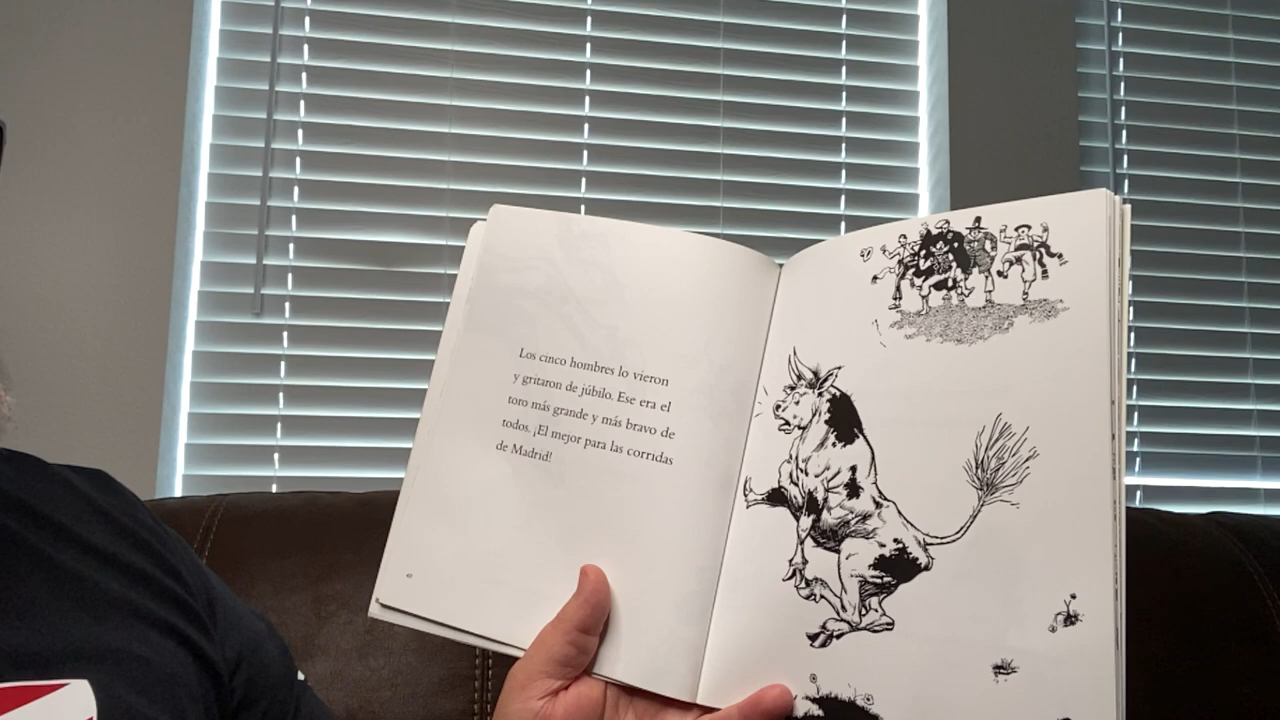 Los cinco hombres lo vieron
y gritaron de júbilo. Ese era el
toro más grande y más bravo de
todos. ¡El mejor para las corridas
de Madrid!